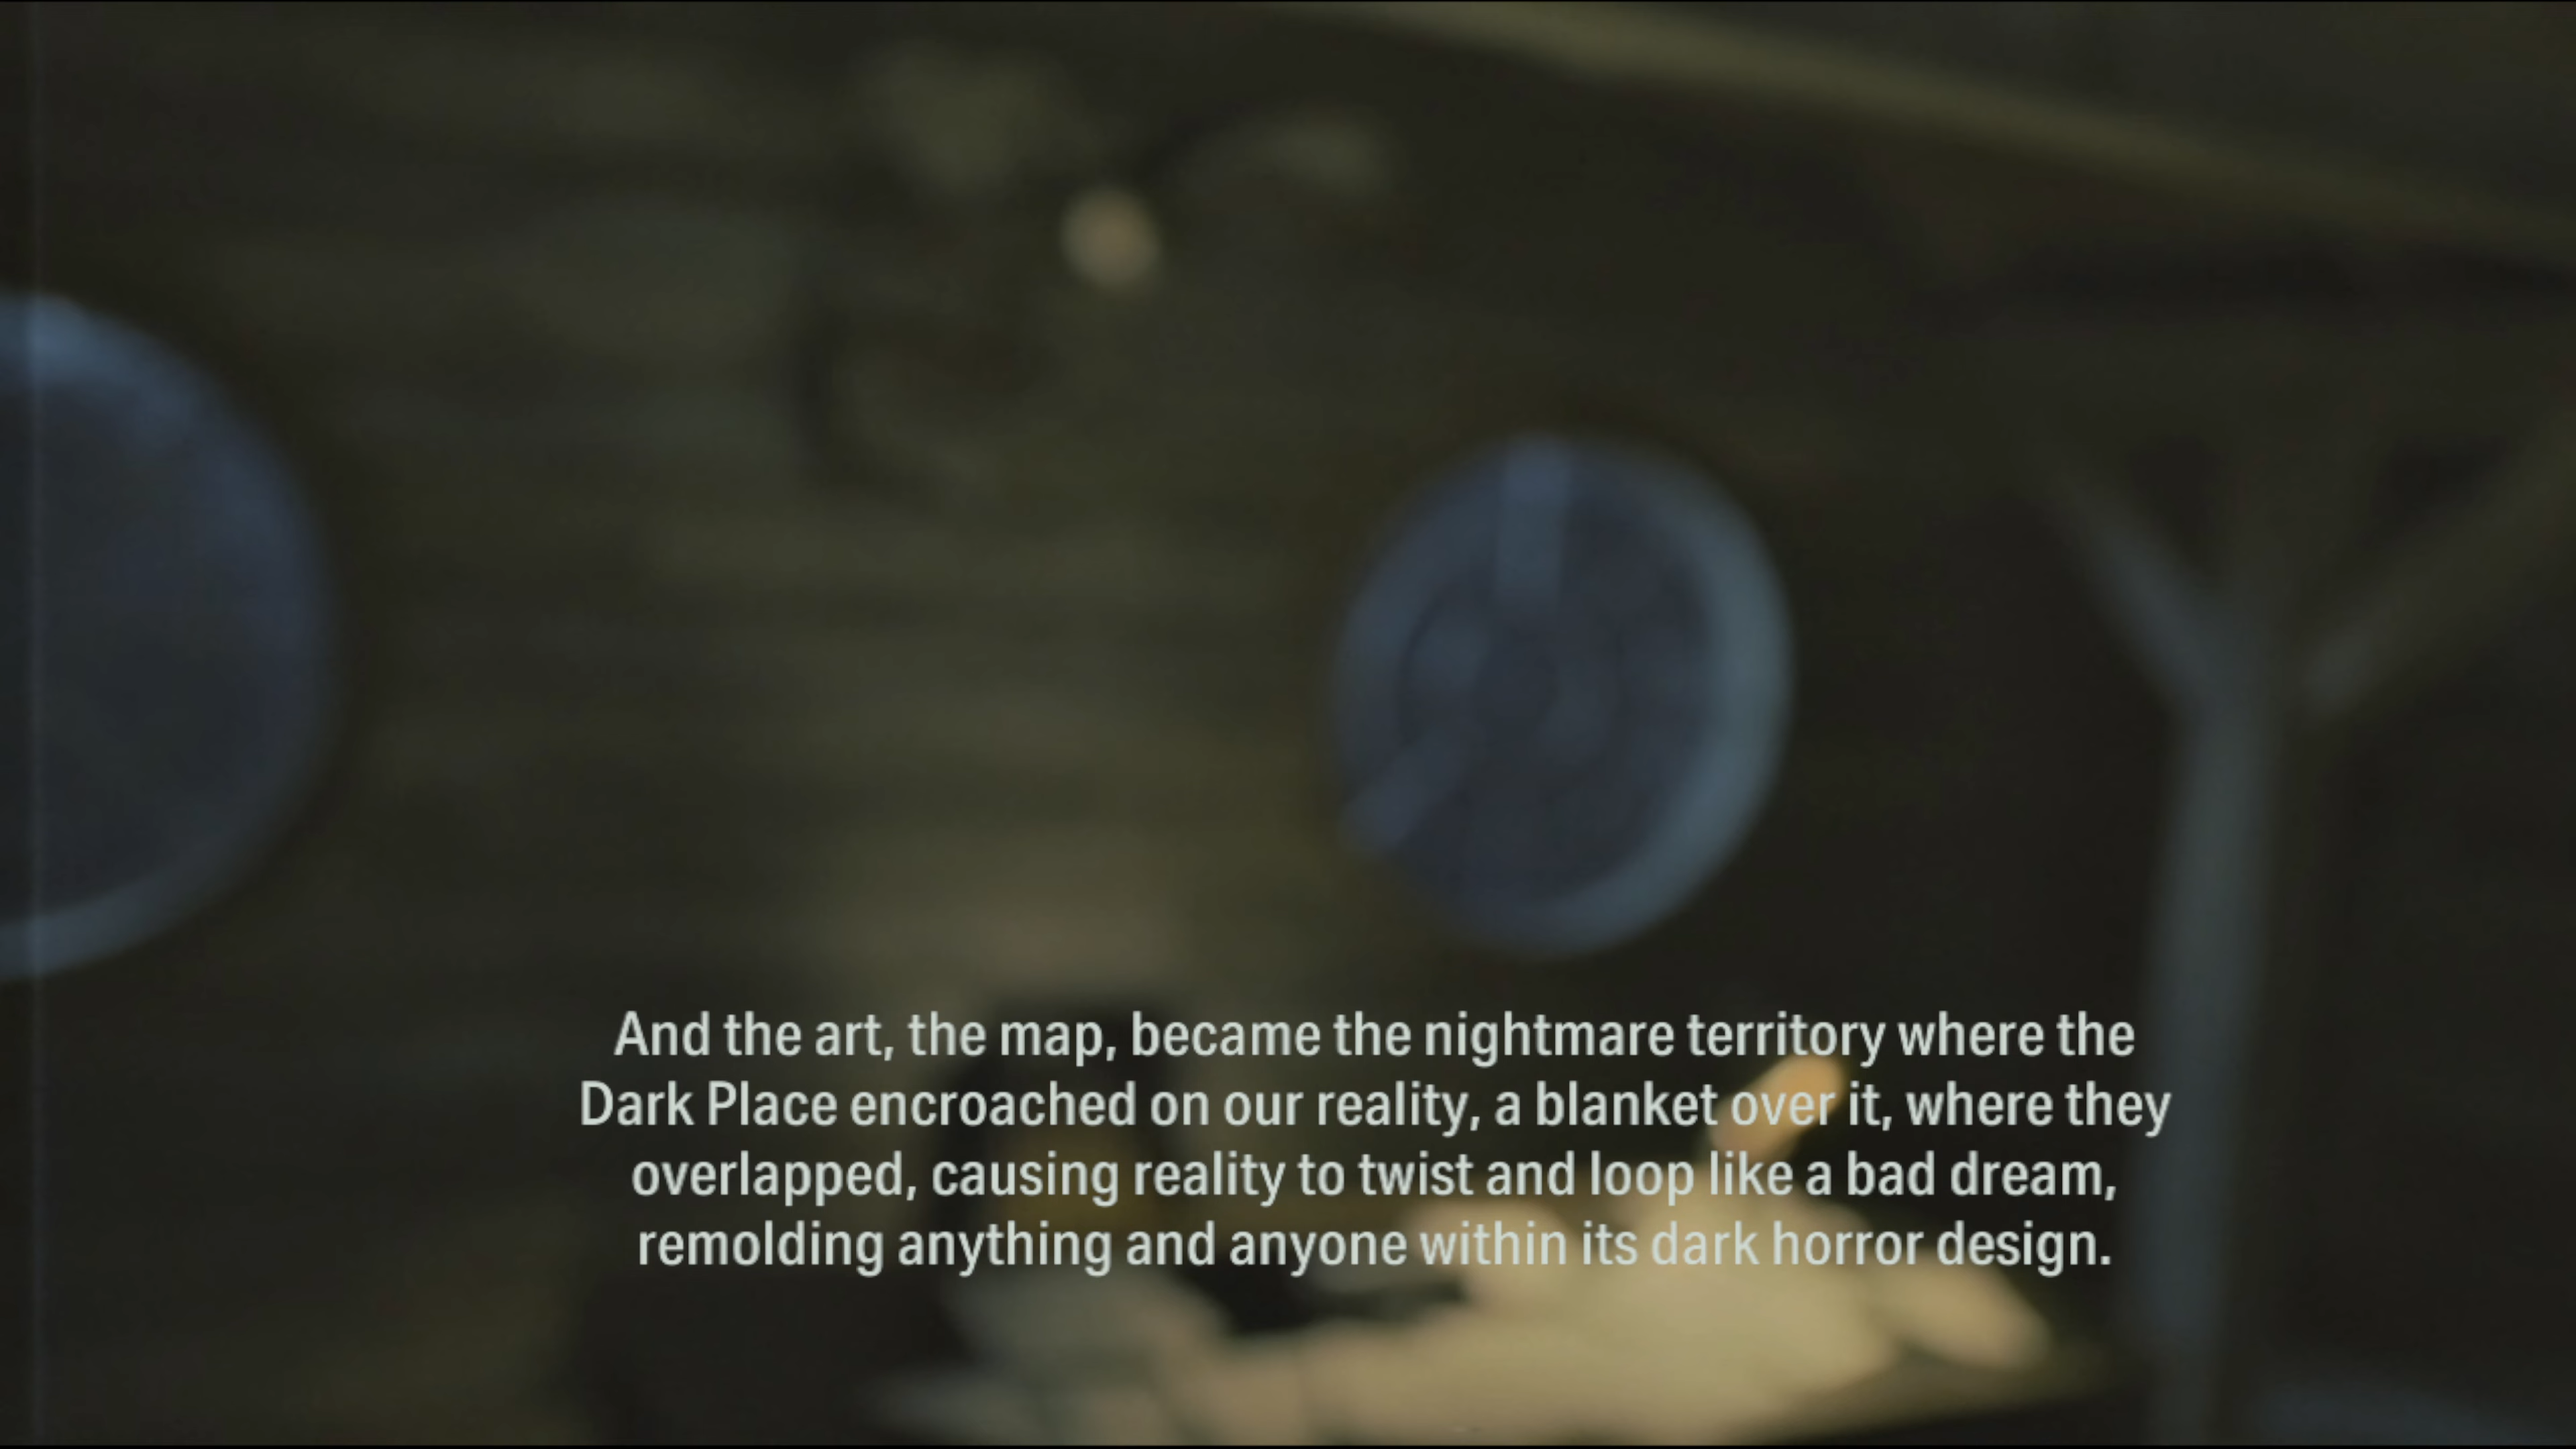 And the art, the map, became the nightmare territory where the
Dark Place encroached on our reality, a blanket over it, where they
overlapped, causing reality to twist and loop like a bad dream,
remolding anything and anyone within its dark horror design.